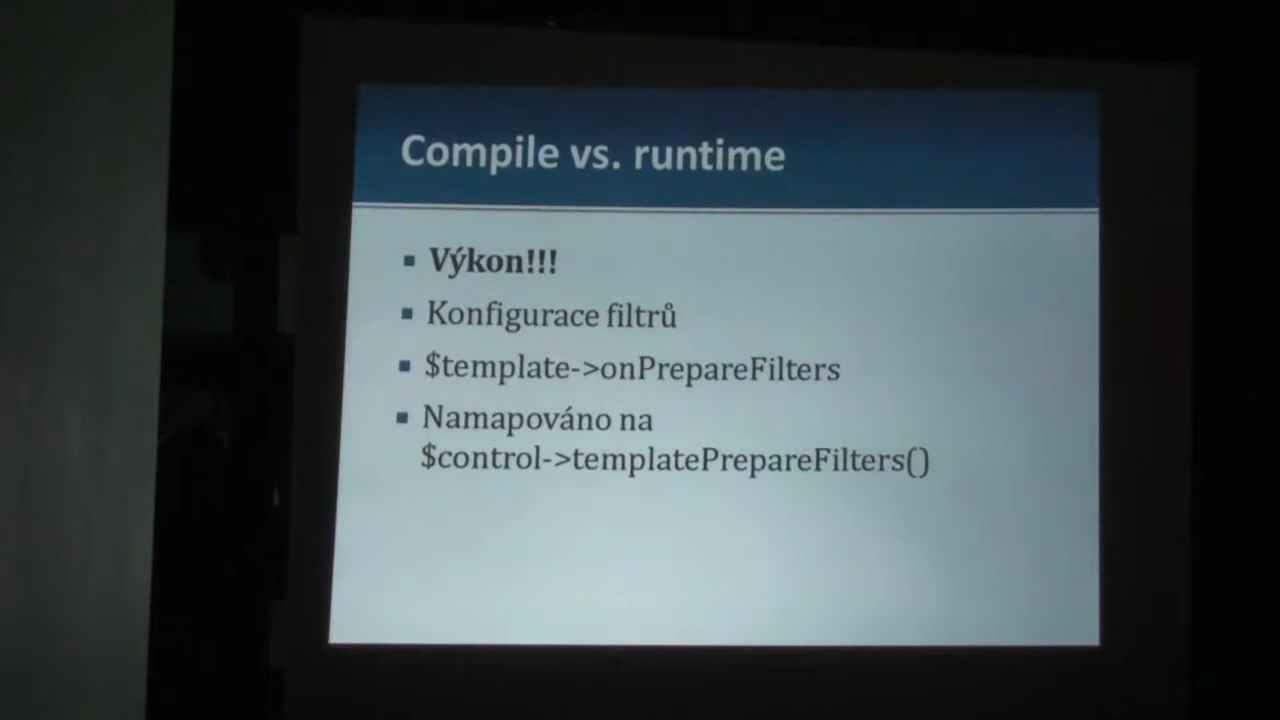 Compile vs. runtime
Výkon!!!
Konfigurace filtrů
$template->onPrepareFilters
Namapováno na
$control->templatePrepareFilters()